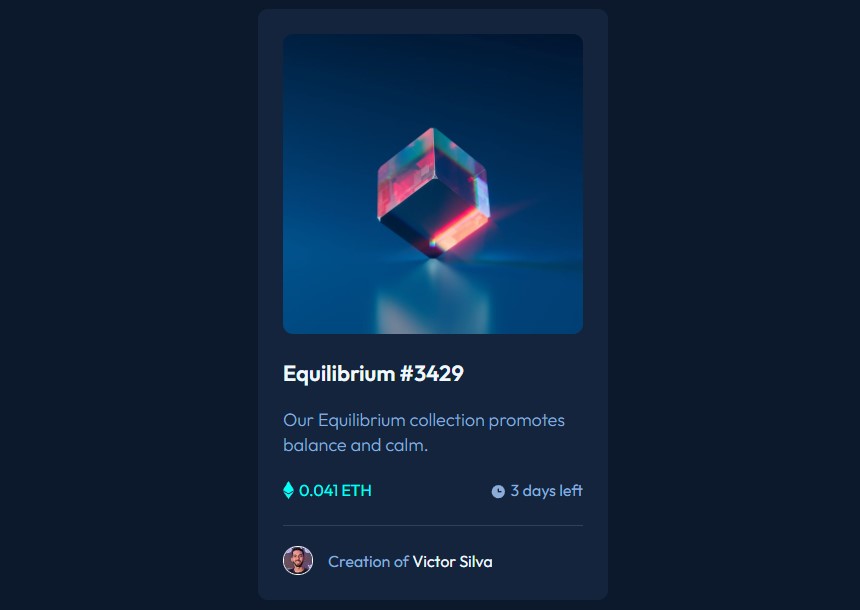 Equilibrium #3429
Our Equilibrium collection promotes
balance and calm.
0.041 ETH
3 days left
Creation of Victor Silva